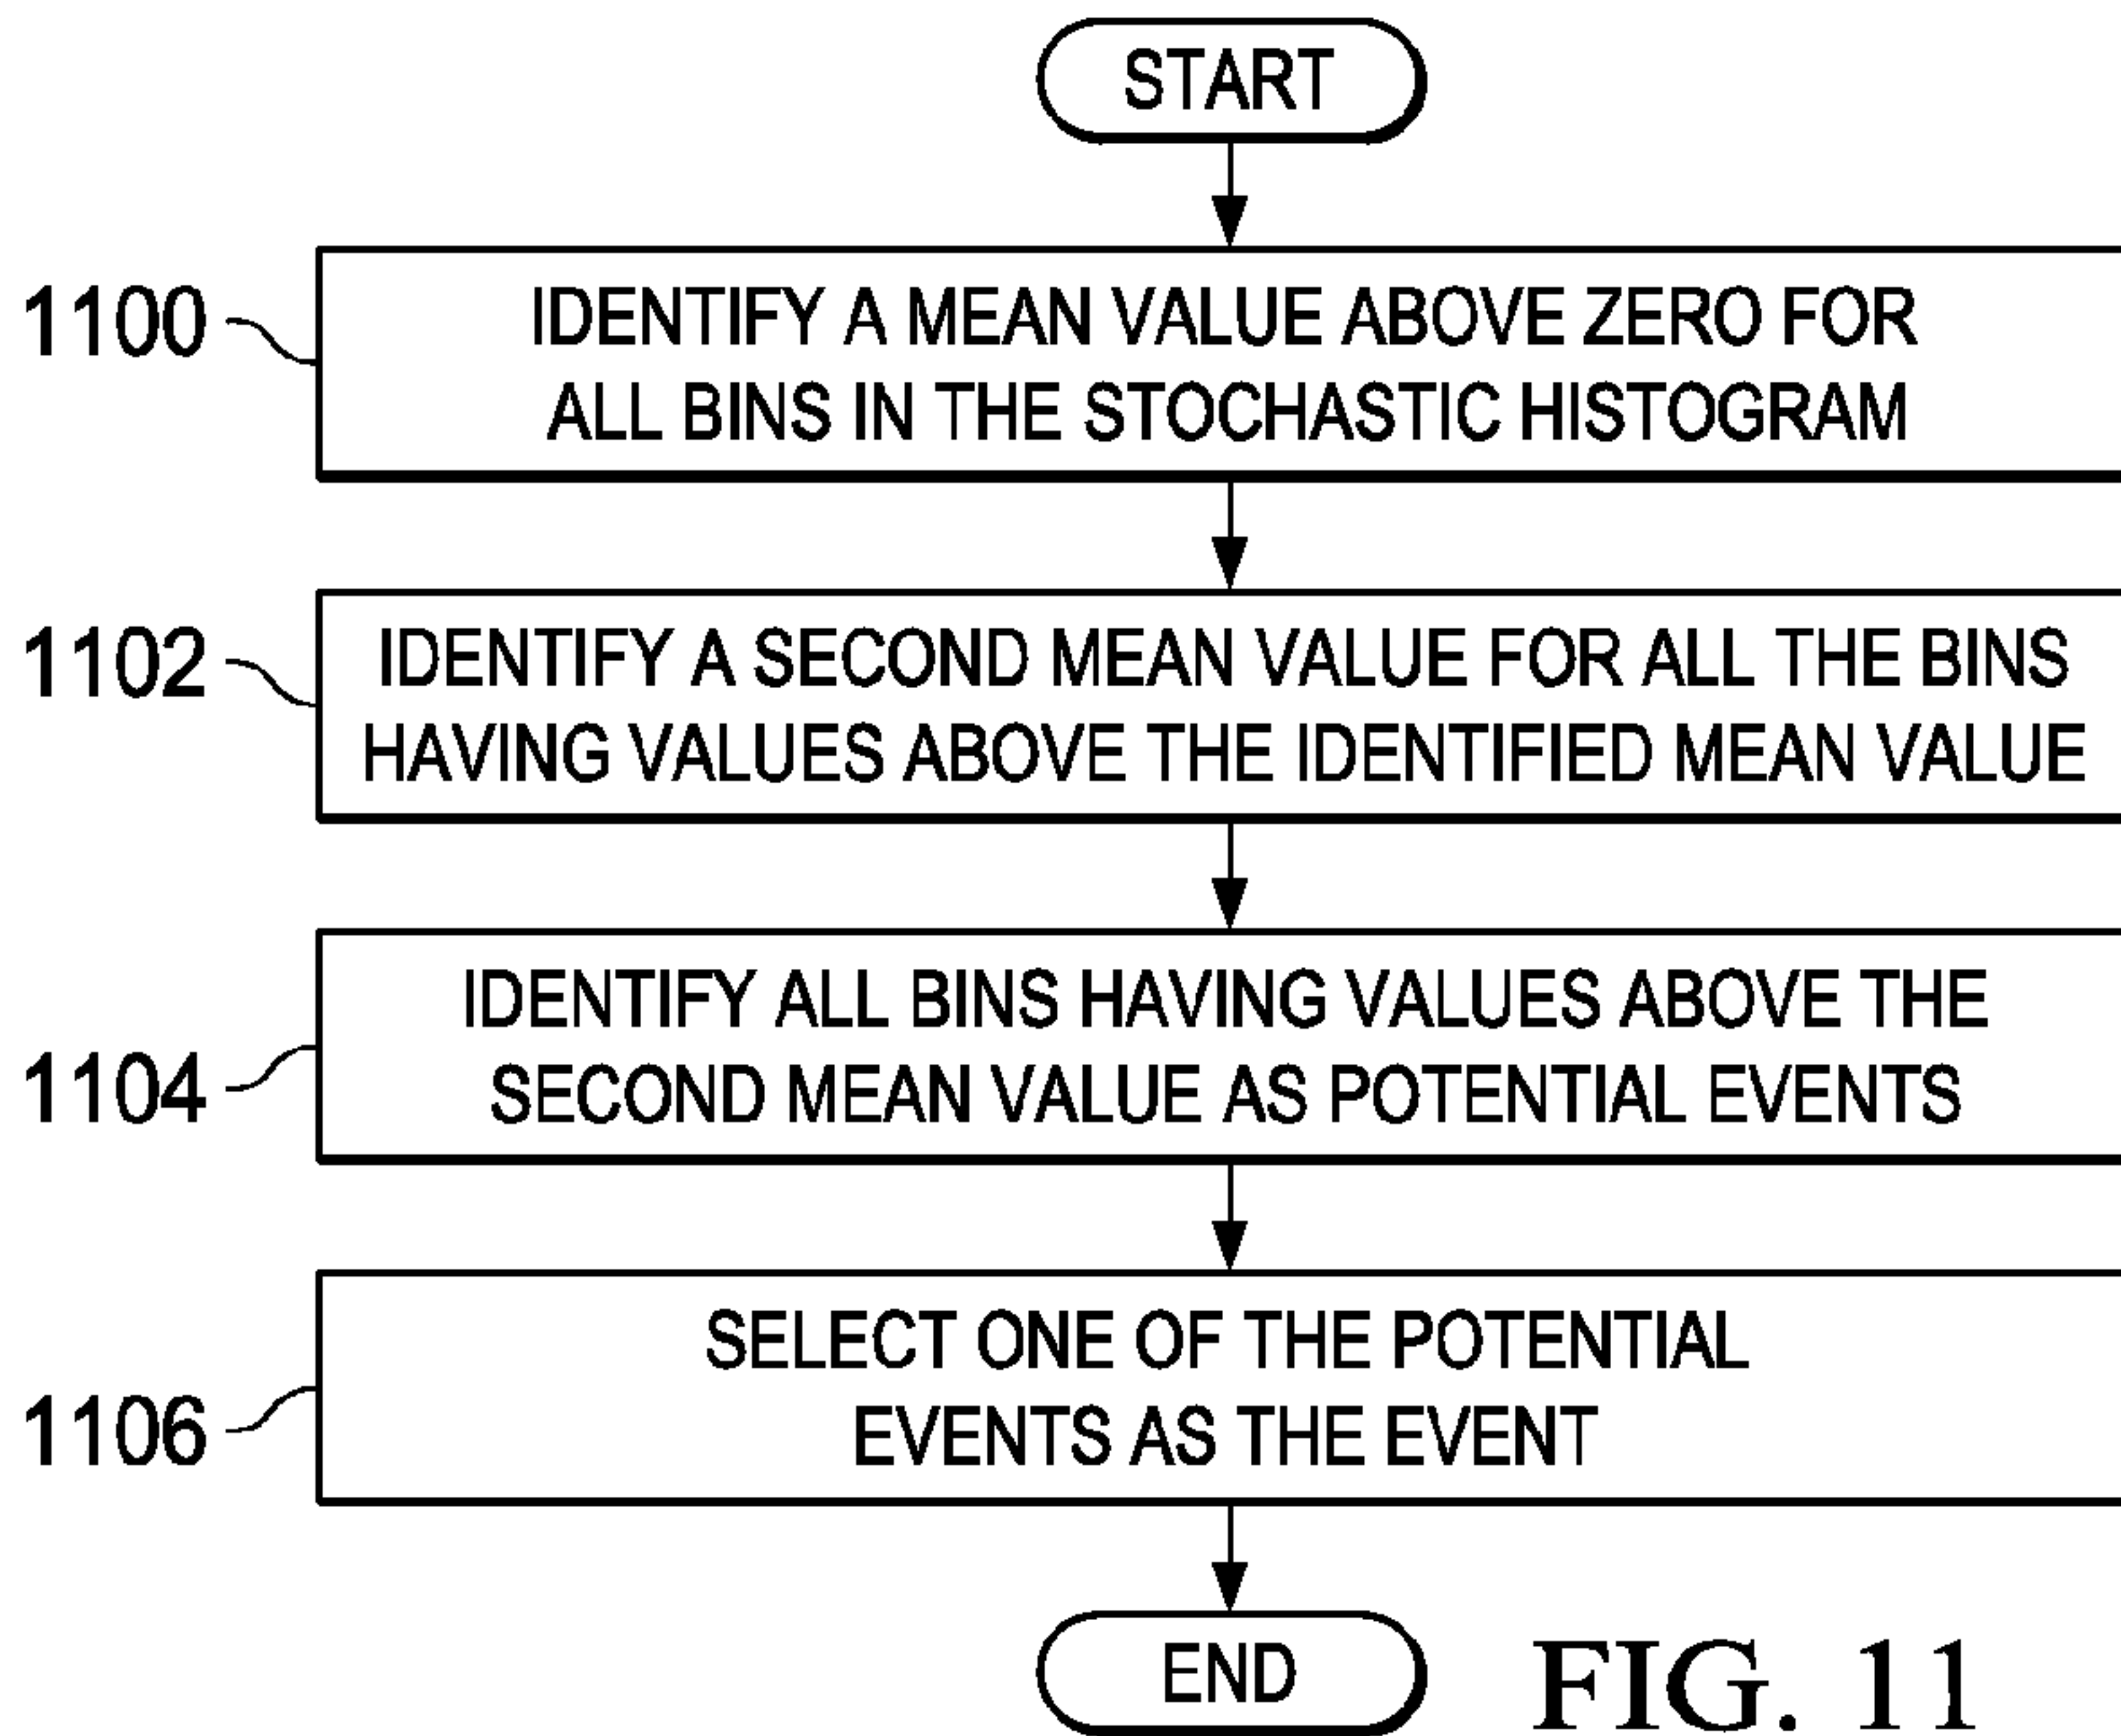 START
1100
IDENTIFY A MEAN VALUE ABOVE ZERO FOR
ALL BINS IN THE STOCHASTIC HISTOGRAM
1102
IDENTIFY A SECOND MEAN VALUE FOR ALL THE BINS
HAVING VALUES ABOVE THE IDENTIFIED MEAN VALUE
1104
IDENTIFY ALL BINS HAVING VALUES ABOVE THE
SECOND MEAN VALUE AS POTENTIAL EVENTS
1106
SELECT ONE OF THE POTENTIAL
EVENTS AS THE EVENT
END
FIG. 11